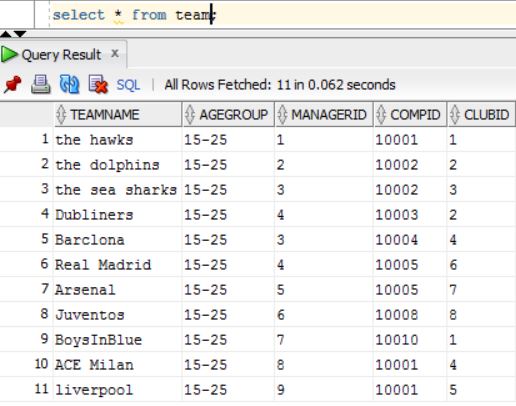 select * from team;
Query Result x
SQL | All Rows Fetched: 11 in 0.062 seconds
TEAMNAME AGEGROUP MANAGERID COMPID CLUBID
1 the hawks 15-25 1 10001 1
2 the dolphins 15-25 2 10002 2
3 the sea sharks 15-25 3 10002 3
4 Dubliners 15-25 4 10003 2
5 Barclona 15-25 3 10004 4
6 Real Madrid 15-25 4 10005 6
7 Arsenal 15-25 5 10005 7
8 Juventos 15-25 6 10008 8
9 BoysInBlue 15-25 7 10010 1
10 ACE Milan 15-25 8 10001 4
11 liverpool 15-25 9 10001 5